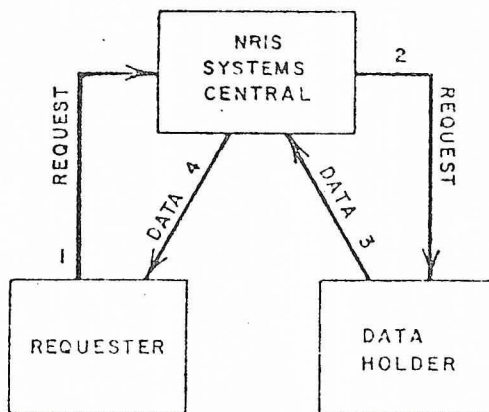 NRIS
SYSTEMS
CENTRAL
2
REQUEST
REQUEST
DATA 4
DATA 3
1
REQUESTER
DATA
HOLDER